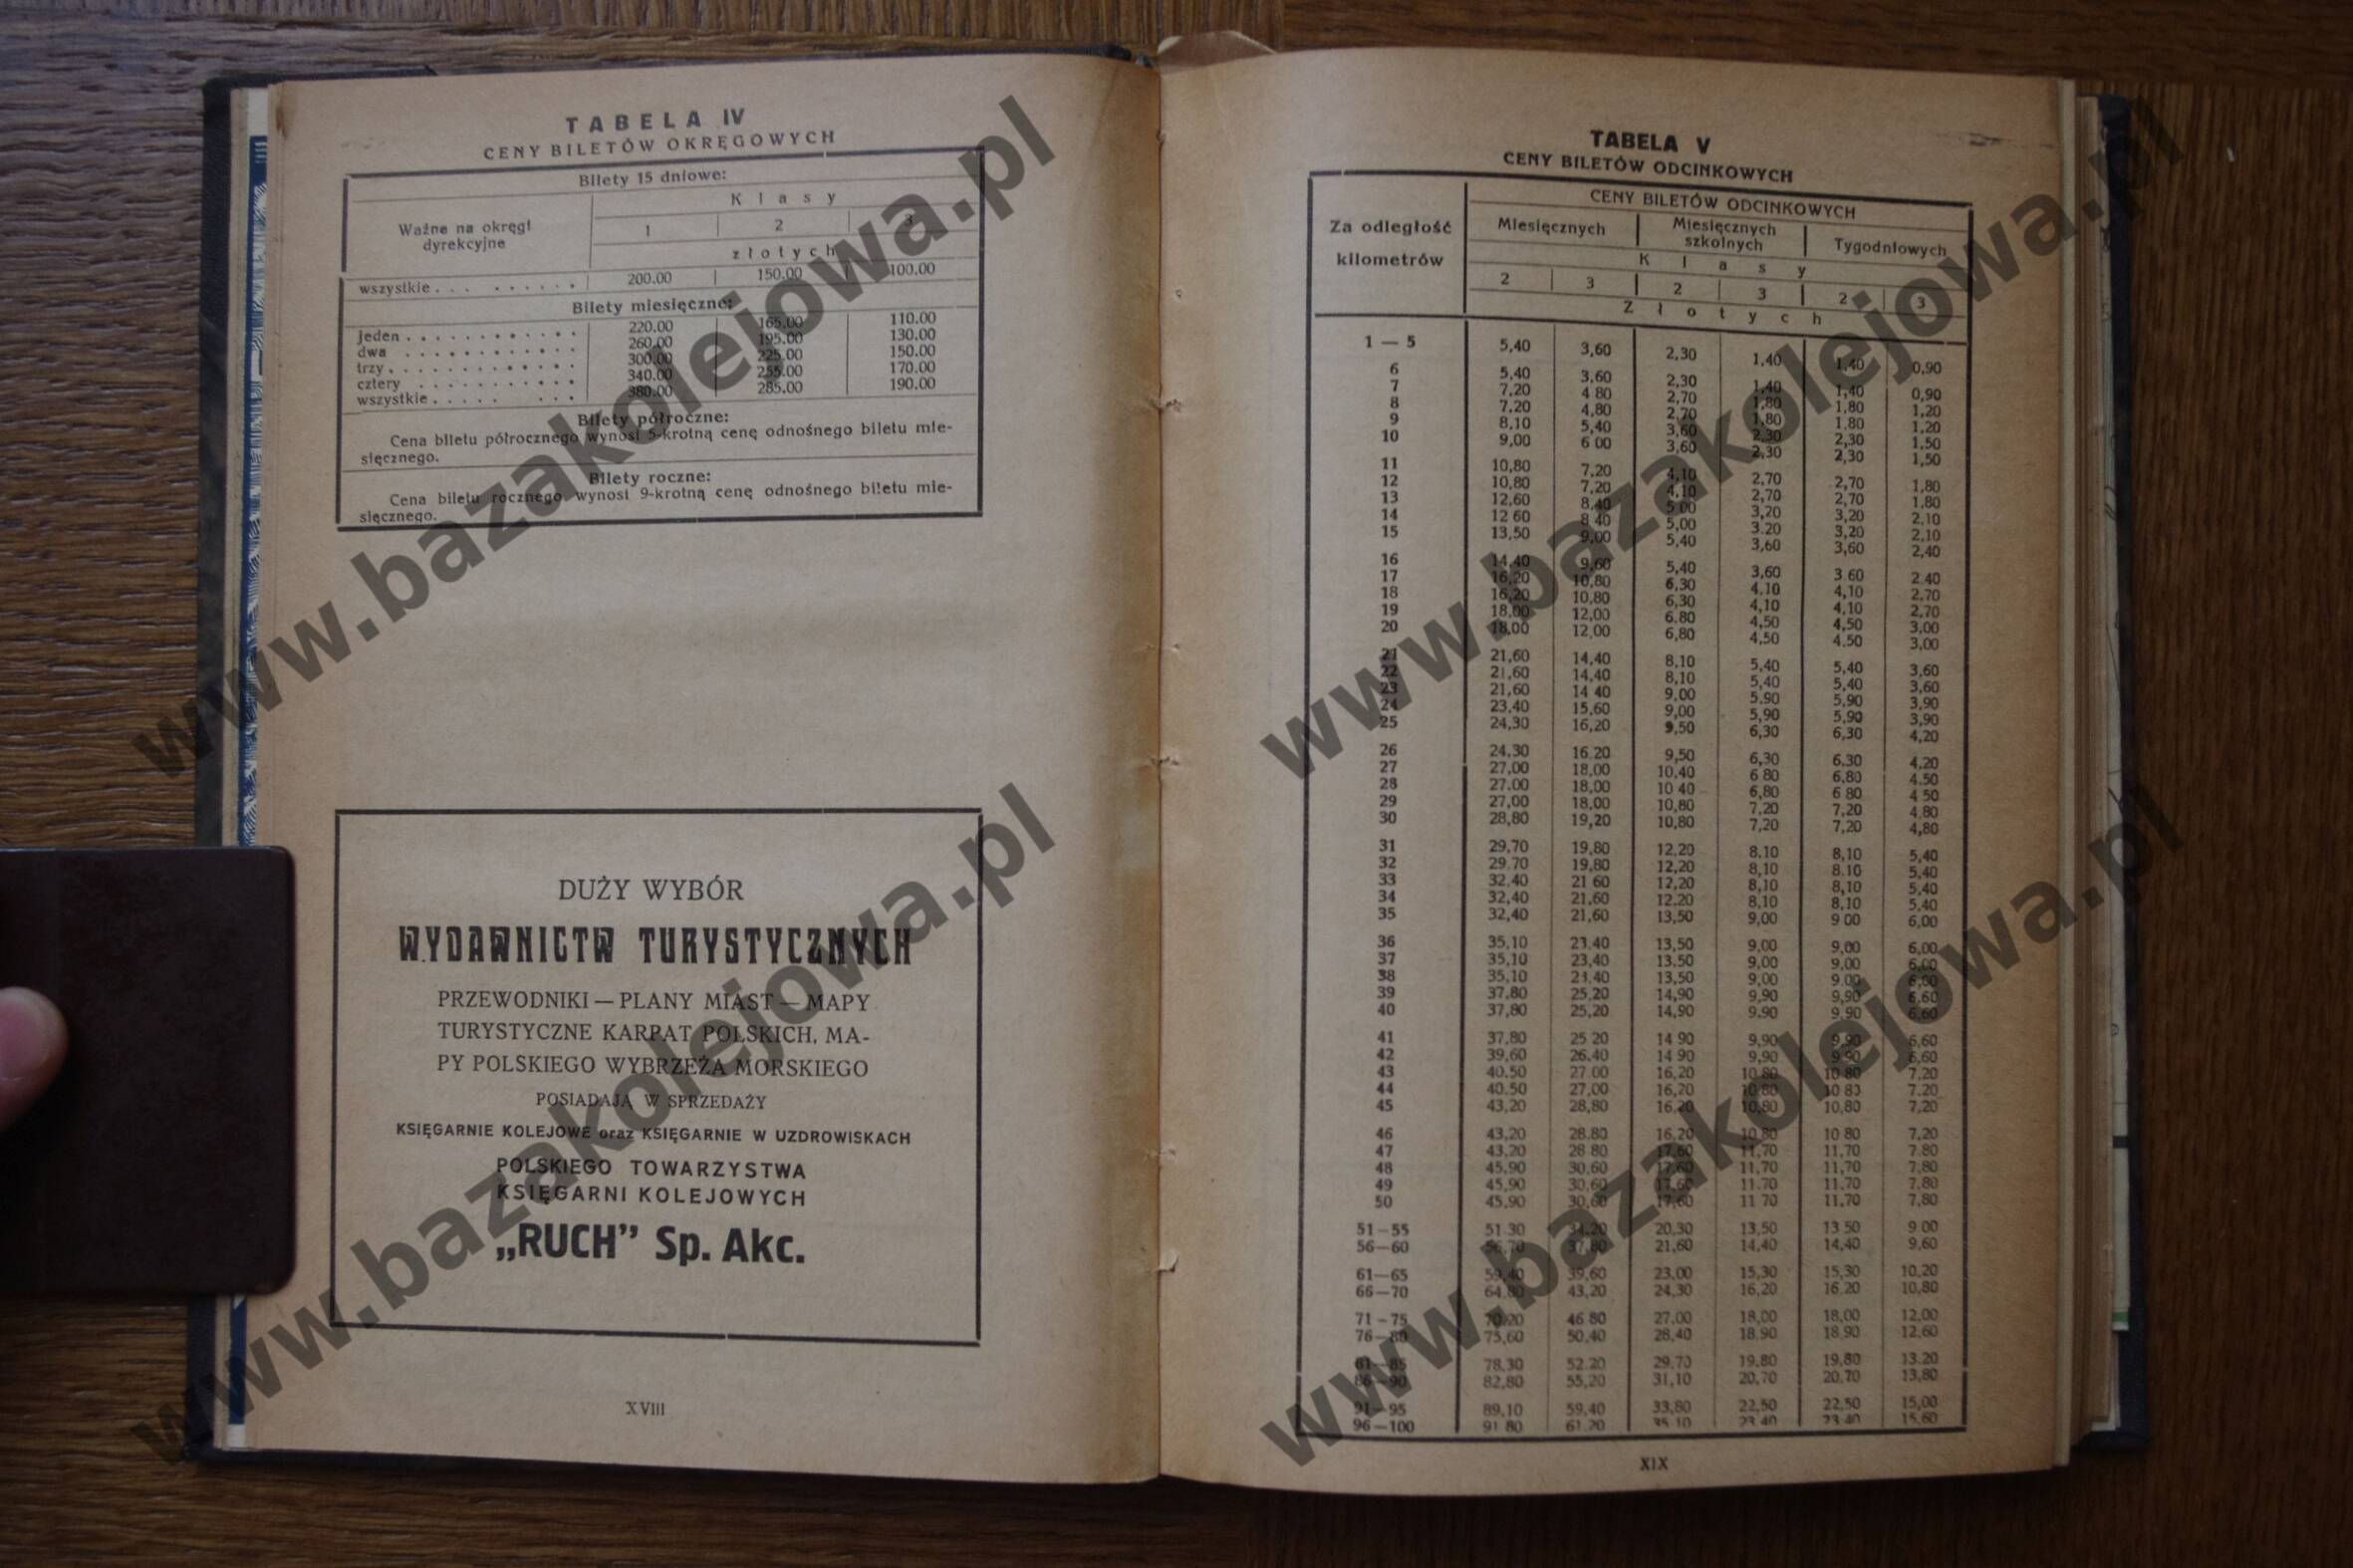 TABELA IV
CENY BILETÓW OKRĘGOWYCH
Bilety 15 dniowe:
Ważne na okręgi dyrekcyjne
Klasy
1 2 3
złotych
wszystkie . . . . . . . . . 200.00 150.00 100.00
Bilety miesięczne:
jeden . . . . . . . . . . . . 220.00 165.00 110.00
dwa . . . . . . . . . . . . 260.00 195.00 130.00
trzy . . . . . . . . . . . . 300.00 225.00 150.00
cztery . . . . . . . . . . . 340.00 255.00 170.00
wszystkie . . . . . . . . 380.00 285.00 190.00
Bilety półroczne:
Cena biletu półrocznego wynosi 5-krotną cenę odnośnego biletu mie-
sięcznego.
Bilety roczne:
Cena biletu rocznego wynosi 9-krotną cenę odnośnego biletu mie-
sięcznego.
DUŻY WYBÓR
WYDAWNICTW TURYSTYCZNYCH
PRZEWODNIKI — PLANY MIAST — MAPY
TURYSTYCZNE KARPAT POLSKICH, MA-
PY POLSKIEGO WYBRZEŻA MORSKIEGO
POSIADAJĄ W SPRZEDAŻY
KSIĘGARNIE KOLEJOWE oraz KSIĘGARNIE W UZDROWISKACH
POLSKIEGO TOWARZYSTWA
KSIĘGARNI KOLEJOWYCH
„RUCH” Sp. Akc.
XVIII
TABELA V
CENY BILETÓW ODCINKOWYCH
Za odległość
kilometrów
CENY BILETÓW ODCINKOWYCH
Miesięcznych Miesięcznych szkolnych Tygodniowych
Klasy
2 3 2 3 2 3
Złotych
1 — 5 5,40 3,60 2,30 1,40 1,40 0,90
6 5,40 3,60 2,30 1,40 1,40 0,90
7 7,20 4 80 2,70 1,80 1,80 1,20
8 7,20 4,80 2,70 1,80 1,80 1,20
9 8,10 5,40 3,60 2,30 2,30 1,50
10 9,00 6 00 3,60 2,30 2,30 1,50
11 10,80 7,20 4,10 2,70 2,70 1,80
12 10,80 7,20 4,10 2,70 2,70 1,80
13 12,60 8,40 5 00 3,20 3,20 2,10
14 12 60 8 40 5,00 3.20 3,20 2,10
15 13,50 9,00 5,40 3,60 3,60 2,40
16 14,40 9,60 5,40 3,60 3 60 2.40
17 16,20 10,80 6,30 4,10 4,10 2,70
18 16,20 10,80 6,30 4,10 4,10 2,70
19 18,00 12,00 6.80 4,50 4,50 3,00
20 18,00 12,00 6,80 4,50 4.50 3,00
21 21,60 14,40 8,10 5,40 5,40 3,60
22 21,60 14,40 8,10 5,40 5,40 3,60
23 21,60 14 40 9,00 5.90 5,90 3,90
24 23,40 15,60 9,00 5,90 5,90 3,90
25 24,30 16,20 9,50 6,30 6,30 4,20
26 24,30 16.20 9,50 6,30 6.30 4,20
27 27,00 18,00 10,40 6 80 6,80 4.50
28 27.00 18,00 10 40 6,80 6 80 4 50
29 27,00 18,00 10,80 7,20 7,20 4,80
30 28,80 19,20 10,80 7,20 7,20 4,80
31 29,70 19,80 12,20 8,10 8,10 5,40
32 29.70 19,80 12,20 8,10 8.10 5,40
33 32.40 21 60 12,20 8,10 8,10 5,40
34 32,40 21,60 12,20 8,10 8,10 5,40
35 32,40 21,60 13,50 9,00 9 00 6,00
36 35,10 23,40 13,50 9,00 9,00 6,00
37 35,10 23,40 13.50 9,00 9,00 6,00
38 35,10 23,40 13,50 9,00 9,00 6,00
39 37.80 25,20 14,90 9,90 9,90 6,60
40 37,80 25,20 14,90 9.90 9,90 6,60
41 37,80 25 20 14 90 9,90 9,90 6,60
42 39,60 26.40 14 90 9,90 9 90 6,60
43 40.50 27.00 16,20 10 80 10 80 7,20
44 40.50 27,00 16,20 10,80 10 80 7,20
45 43,20 28,80 16,20 10,80 10,80 7,20
46 43,20 28.80 16.20 10,80 10 80 7,20
47 43,20 28 80 17,60 11,70 11,70 7.80
48 45,90 30,60 17,60 11,70 11,70 7,80
49 45,90 30,60 17,60 11.70 11,70 7,80
50 45,90 30,60 17,60 11 70 11,70 7,80
51—55 51.30 34,20 20,30 13,50 13 50 9 00
56—60 56,70 37,80 21,60 14,40 14,40 9,60
61—65 59,40 39,60 23.00 15,30 15,30 10,20
66—70 64,80 43,20 24,30 16,20 16,20 10,80
71—75 70,20 46 80 27.00 18,00 18,00 12,00
76—80 75,60 50,40 28,40 18.90 18,90 12,60
81—85 78,30 52.20 29,70 19.80 19,80 13.20
86—90 82,80 55,20 31,10 20,70 20,70 13,80
91—95 89,10 59,40 33,80 22,50 22,50 15,00
96—100 91 80 61.20 35 10 23 40 23 40 15,60
XIX
www.bazakolejowa.pl
www.bazakolejowa.pl
www.bazakolejowa.pl
www.bazakolejowa.pl